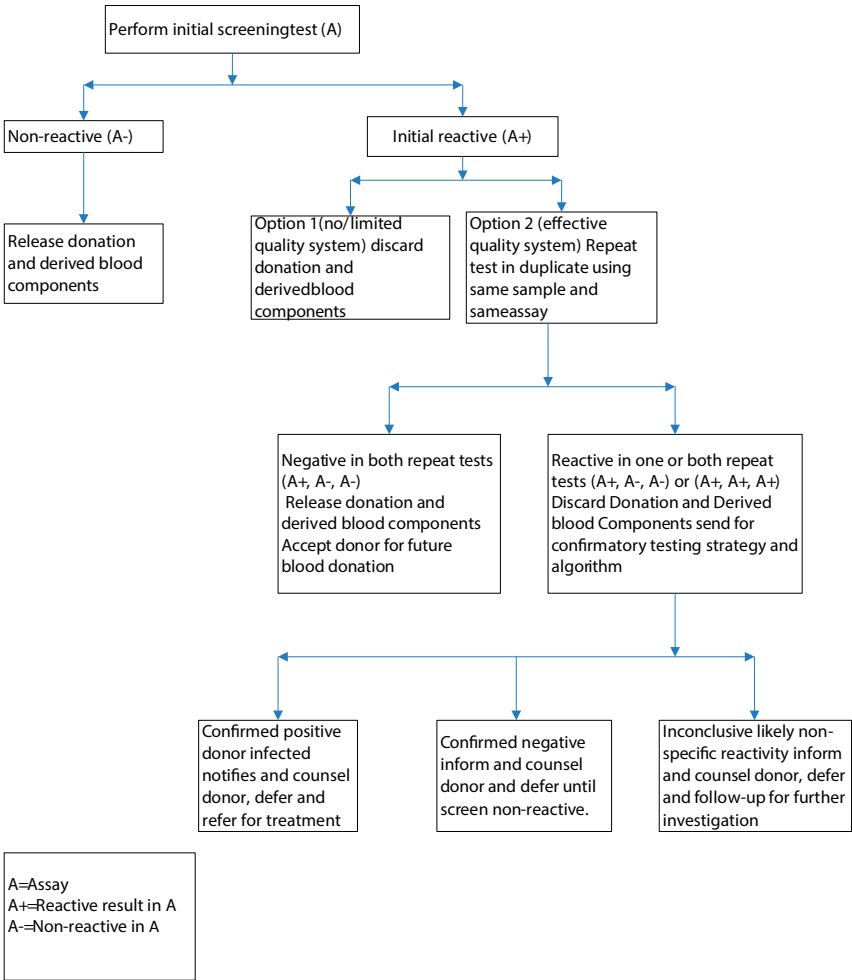 Perform initial screeningtest (A)
Non-reactive (A-)
Initial reactive (A+)
Release donation
and derived blood
components
Option 1(no/limited
quality system) discard
donation and
derivedblood
components
Option 2 (effective
quality system) Repeat
test in duplicate using
same sample and
sameassay
Negative in both repeat tests
(A+, A-, A-)
Release donation and
derived blood components
Accept donor for future
blood donation
Reactive in one or both repeat
tests (A+, A-, A-) or (A+, A+, A+)
Discard Donation and Derived
blood Components send for
confirmatory testing strategy and
algorithm
Confirmed positive
donor infected
notifies and counsel
donor, defer and
refer for treatment
Confirmed negative
inform and counsel
donor and defer until
screen non-reactive.
Inconclusive likely non-
specific reactivity inform
and counsel donor, defer
and follow-up for further
investigation
A=Assay
A+=Reactive result in A
A-=Non-reactive in A